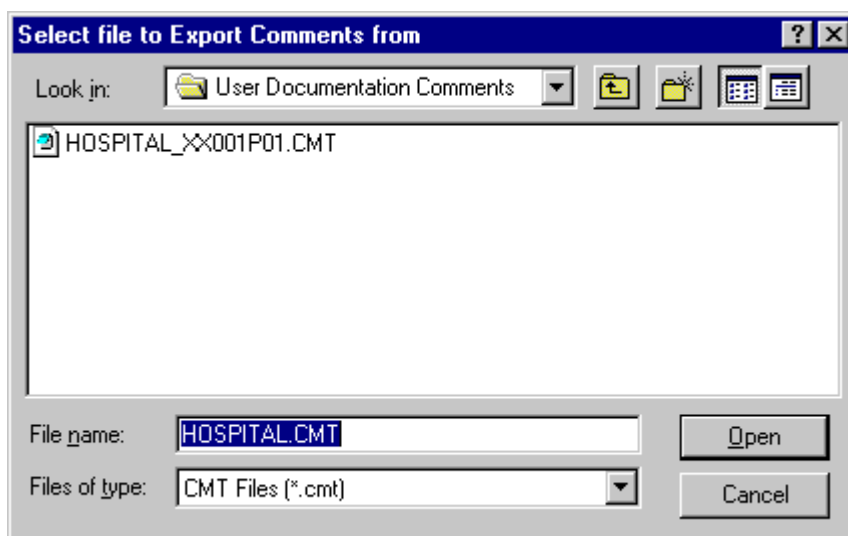 Select file to Export Comments from
Look in: User Documentation Comments
HOSPITAL_XX001P01.CMT
File name: HOSPITAL.CMT Open
Files of type: CMT Files (*.cmt) Cancel